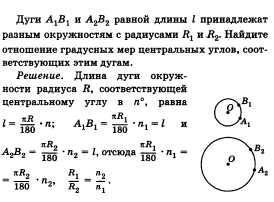 Дуги A₁B₁ и A₂B₂ равной длины l принадлежат
разным окружностям с радиусами R₁ и R₂. Найдите
отношение градусных мер центральных углов, соот-
ветствующих этим дугам.
Решение. Длина дуги окруж-
ности радиуса R, соответствующей
центральному углу в n°, равна
l = πR/180 · n; A₁B₁ = πR₁/180 · n₁ = l и
A₂B₂ = πR₂/180 · n₂ = l, отсюда πR₁/180 · n₁ =
= πR₂/180 · n₂, R₁/R₂ = n₂/n₁.
O
B₁
A₁
B₂
O
A₂